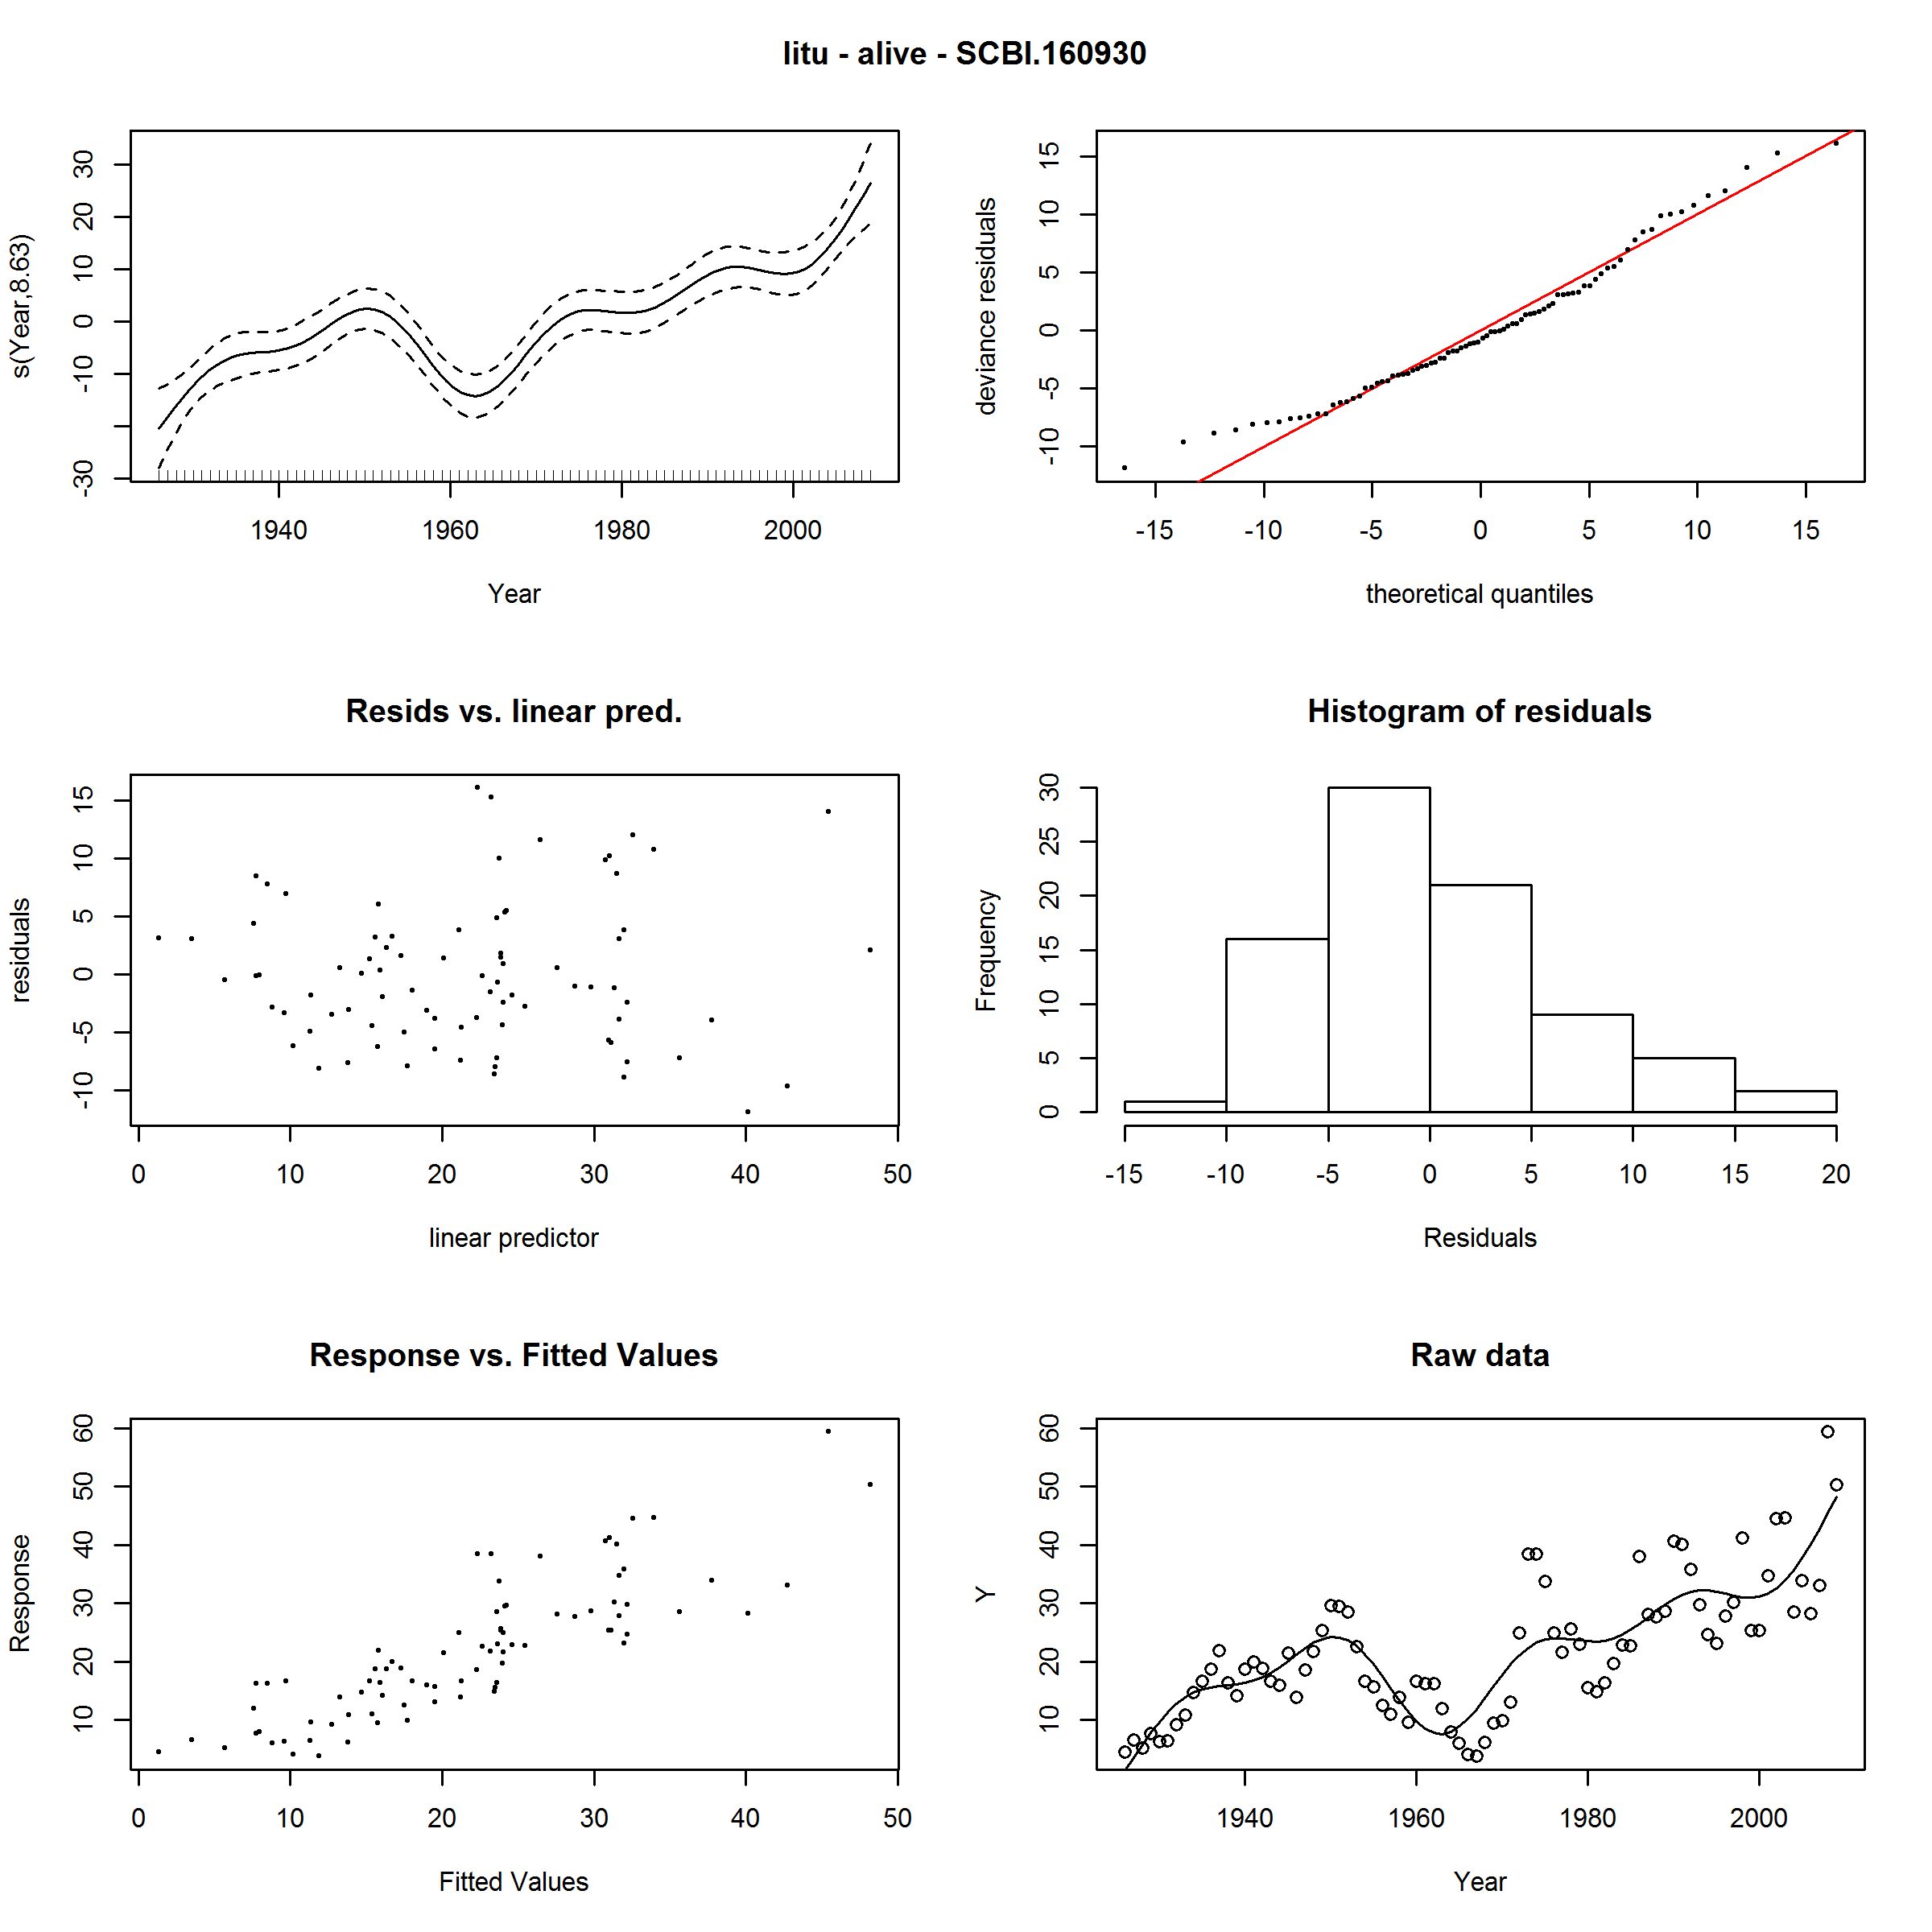 litu - alive - SCBI.160930
s(Year,8.63)
30
20
10
0
-10
-30
1940 1960 1980 2000
Year
deviance residuals
15
10
5
0
-5
-10
-15 -10 -5 0 5 10 15
theoretical quantiles
Resids vs. linear pred.
residuals
15
10
5
0
-5
-10
0 10 20 30 40 50
linear predictor
Histogram of residuals
Frequency
30
25
20
15
10
5
0
-15 -10 -5 0 5 10 15 20
Residuals
Response vs. Fitted Values
Response
60
50
40
30
20
10
0 10 20 30 40 50
Fitted Values
Raw data
Y
60
50
40
30
20
10
1940 1960 1980 2000
Year